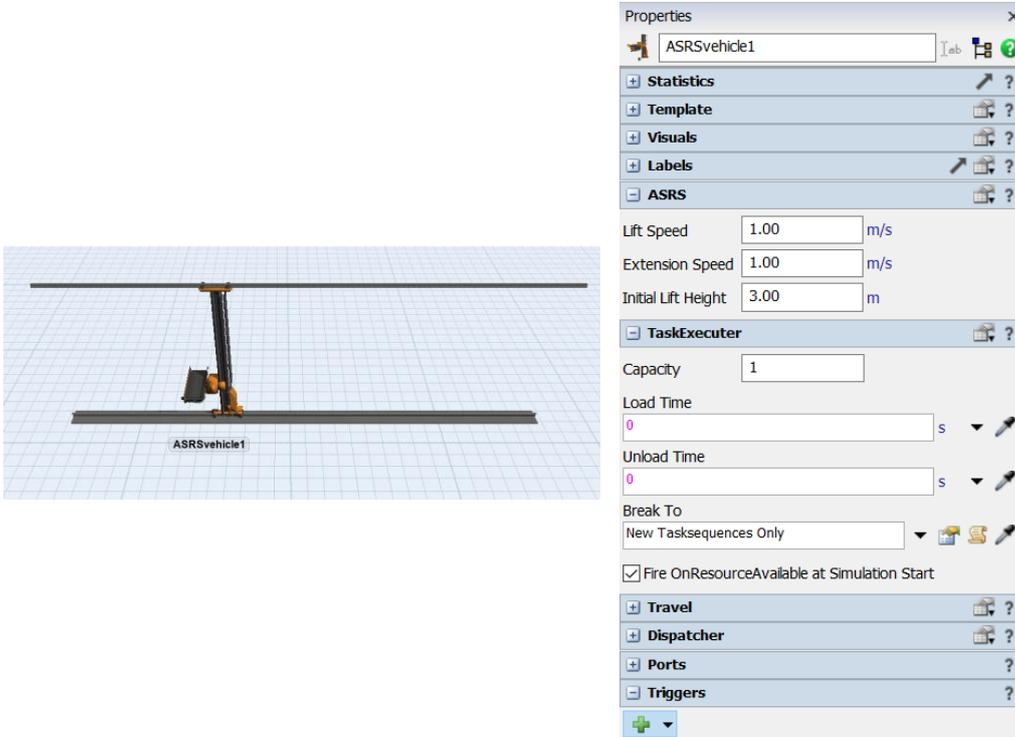 Properties
ASRSvehicle1
Statistics
Template
Visuals
Labels
ASRS
Lift Speed 1.00 m/s
Extension Speed 1.00 m/s
Initial Lift Height 3.00 m
TaskExecuter
Capacity 1
Load Time
0 s
Unload Time
0 s
Break To
New Tasksequences Only
Fire OnResourceAvailable at Simulation Start
Travel
Dispatcher
Ports
Triggers
ASRSvehicle1